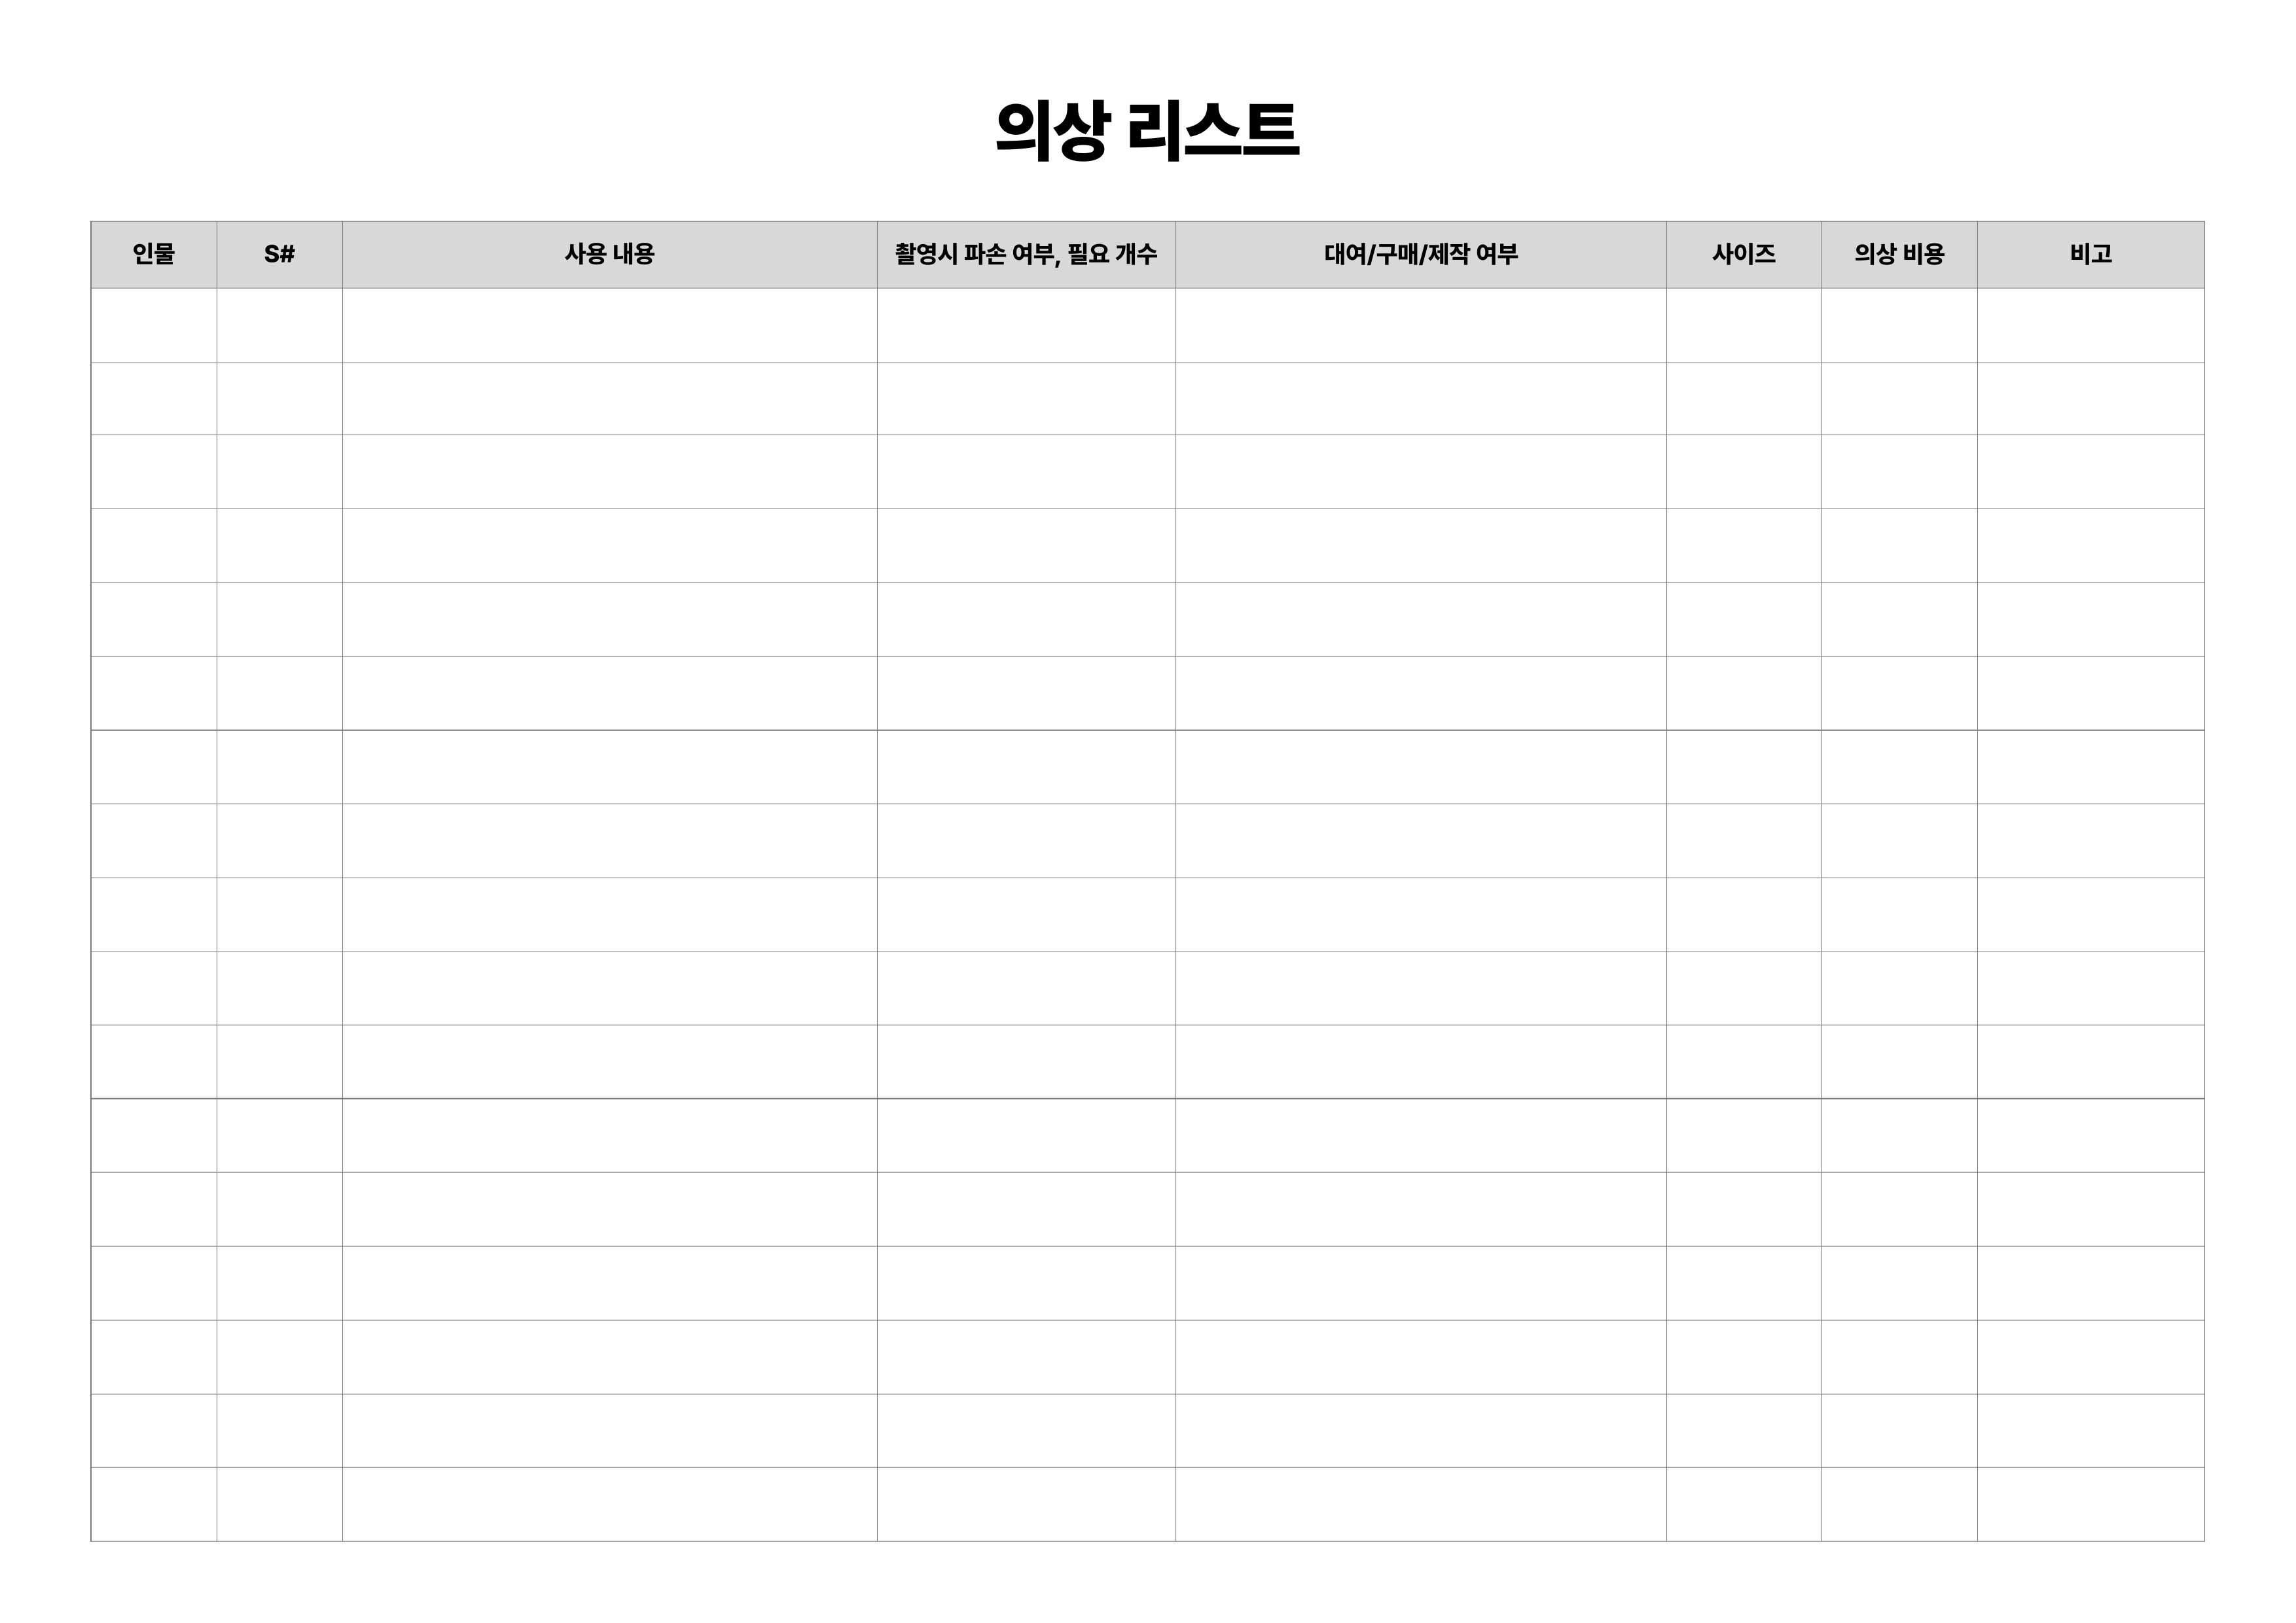 의상 리스트
인물 S# 사용 내용 촬영시 파손 여부, 필요 개수 대여/구매/제작 여부 사이즈 의상 비용 비고